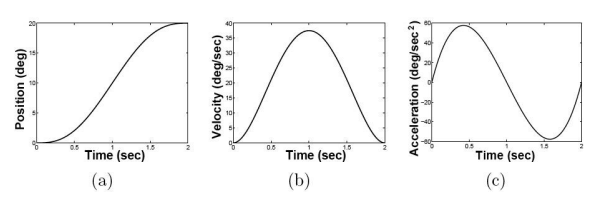 Position (deg)
20
15
10
5
0
0 0.5 1 1.5 2
Time (sec)
(a)
Velocity (deg/sec)
40
35
30
25
20
15
10
5
0
0 0.5 1 1.5 2
Time (sec)
(b)
Acceleration (deg/sec²)
60
40
20
0
-20
-40
-60
0 0.5 1 1.5 2
Time (sec)
(c)